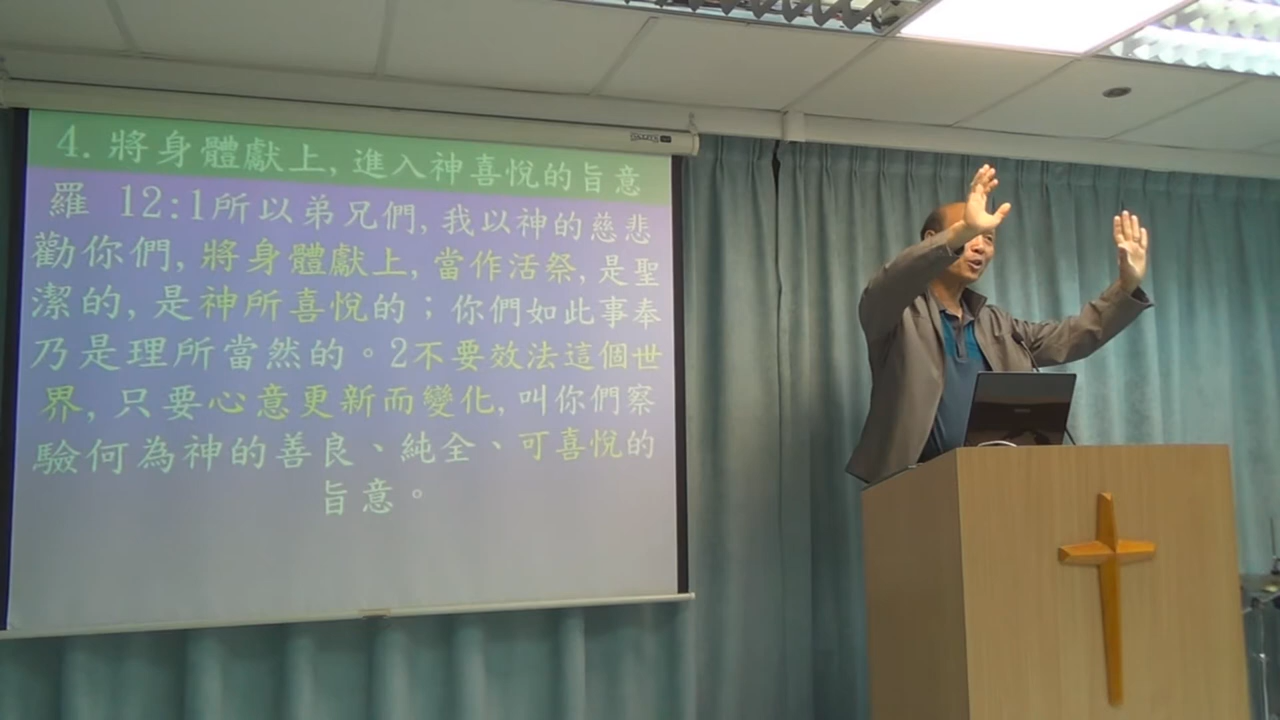 4. 將身體獻上, 進入神喜悅的旨意
羅 12:1所以弟兄們, 我以神的慈悲
勸你們, 將身體獻上, 當作活祭, 是聖
潔的, 是神所喜悅的；你們如此事奉
乃是理所當然的。2不要效法這個世
界, 只要心意更新而變化, 叫你們察
驗何為神的善良、純全、可喜悅的
旨意。